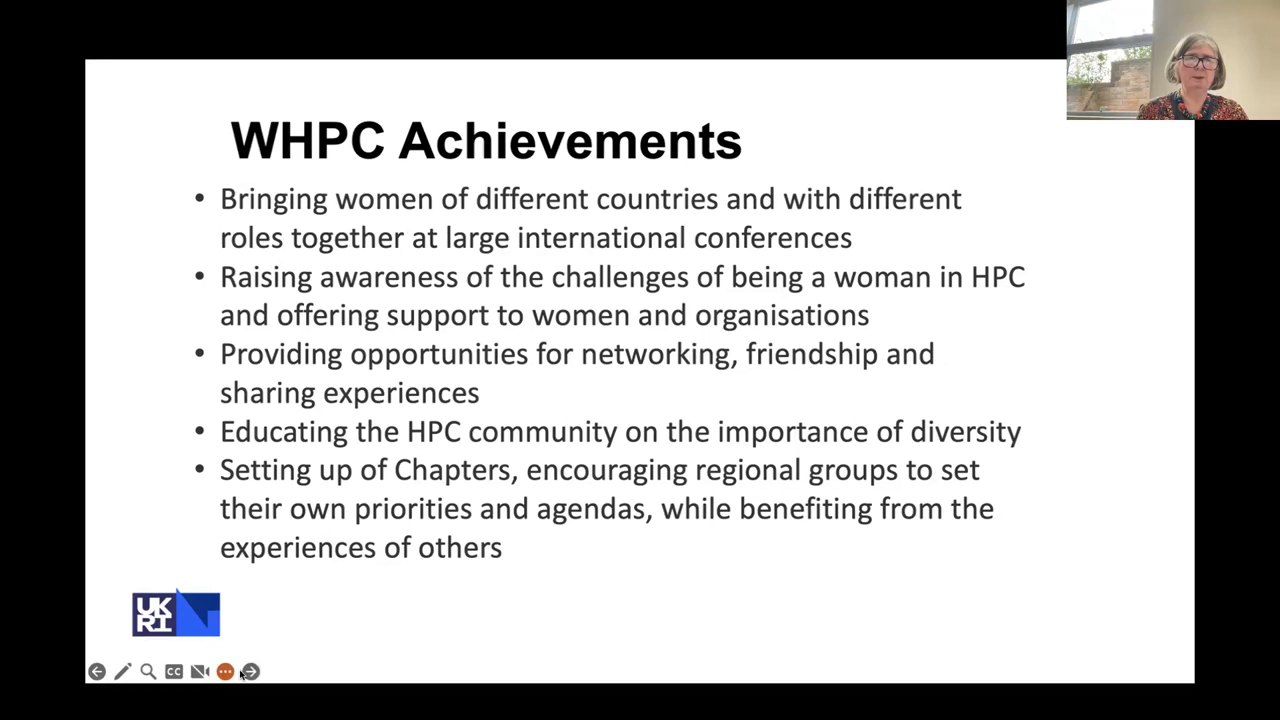 WHPC Achievements
• Bringing women of different countries and with different
roles together at large international conferences
• Raising awareness of the challenges of being a woman in HPC
and offering support to women and organisations
• Providing opportunities for networking, friendship and
sharing experiences
• Educating the HPC community on the importance of diversity
• Setting up of Chapters, encouraging regional groups to set
their own priorities and agendas, while benefiting from the
experiences of others
UK
RI
CC